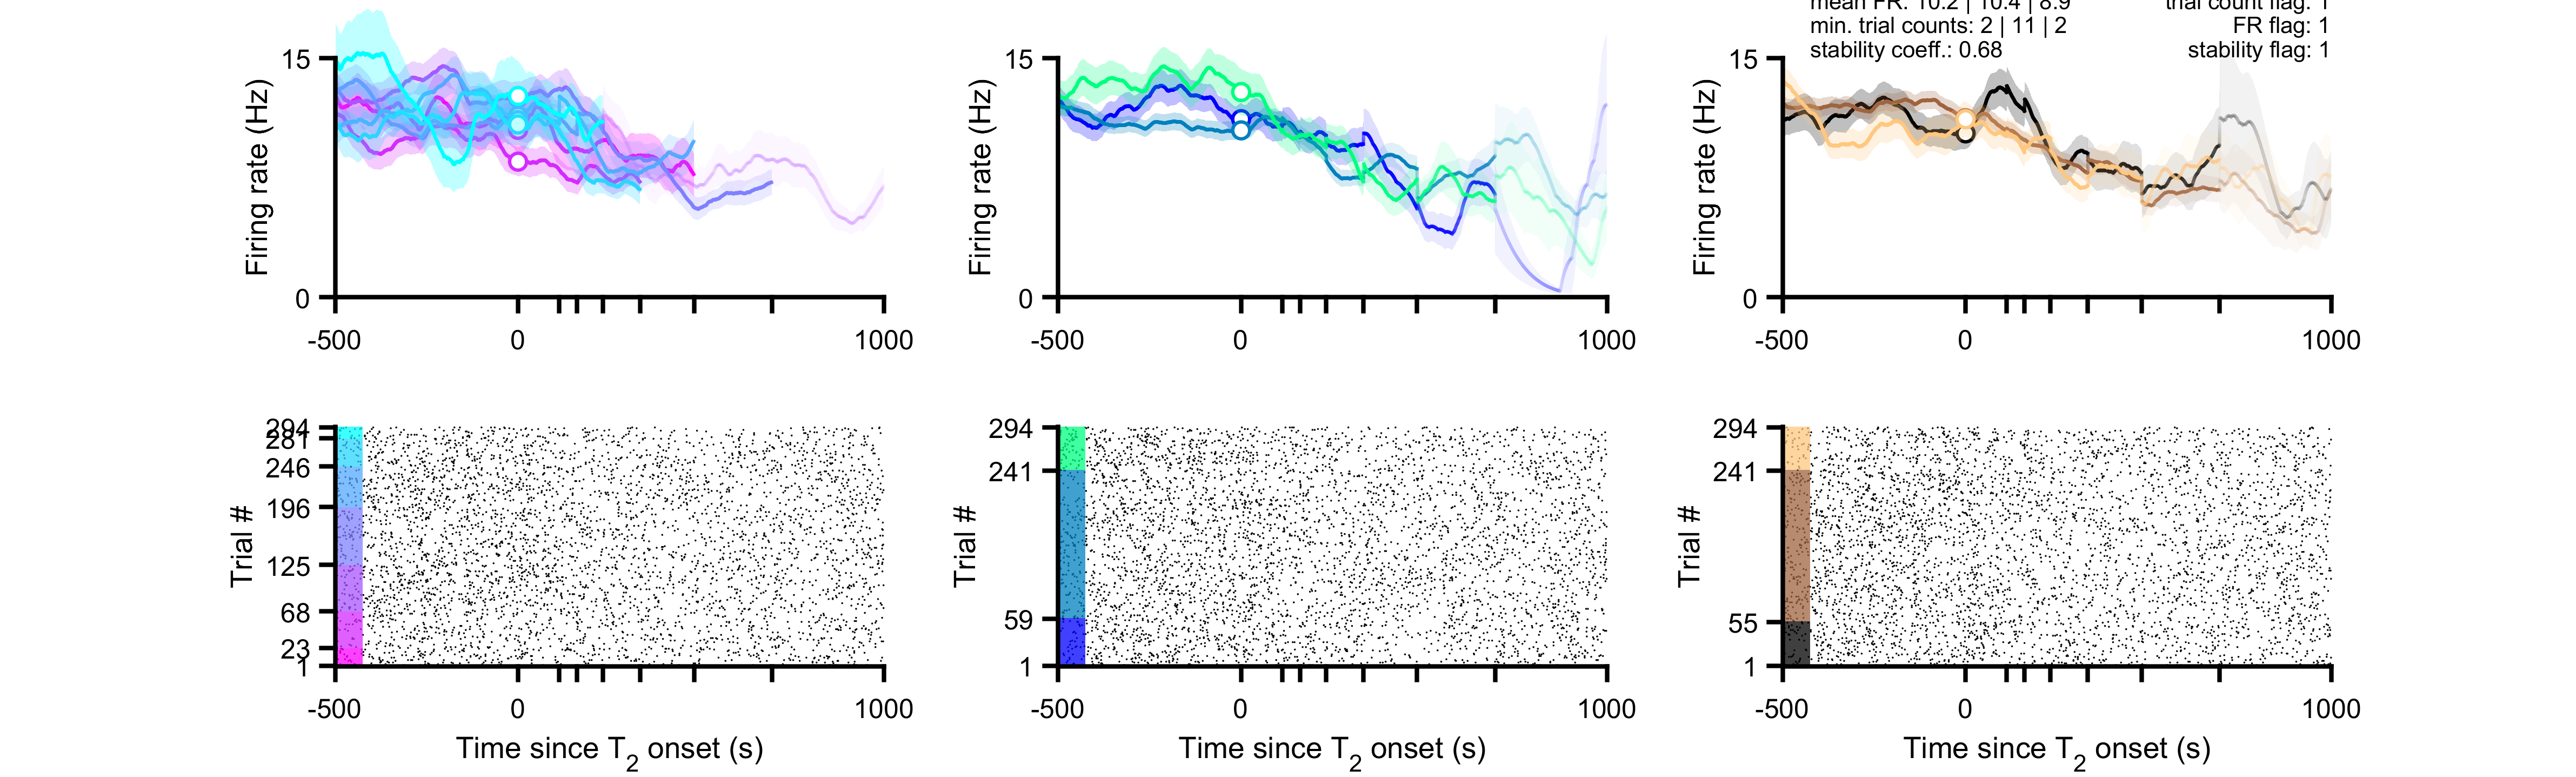 mean FR: 10.2 | 10.4 | 8.9
trial count flag: 1
min. trial counts: 2 | 11 | 2
FR flag: 1
stability coeff.: 0.68
stability flag: 1
15
0
Firing rate (Hz)
-500
0
1000
15
0
Firing rate (Hz)
-500
0
1000
15
0
Firing rate (Hz)
-500
0
1000
294
281
246
196
125
68
23
1
Trial #
-500
0
1000
Time since T2 onset (s)
294
241
59
1
Trial #
-500
0
1000
Time since T2 onset (s)
294
241
55
1
Trial #
-500
0
1000
Time since T2 onset (s)